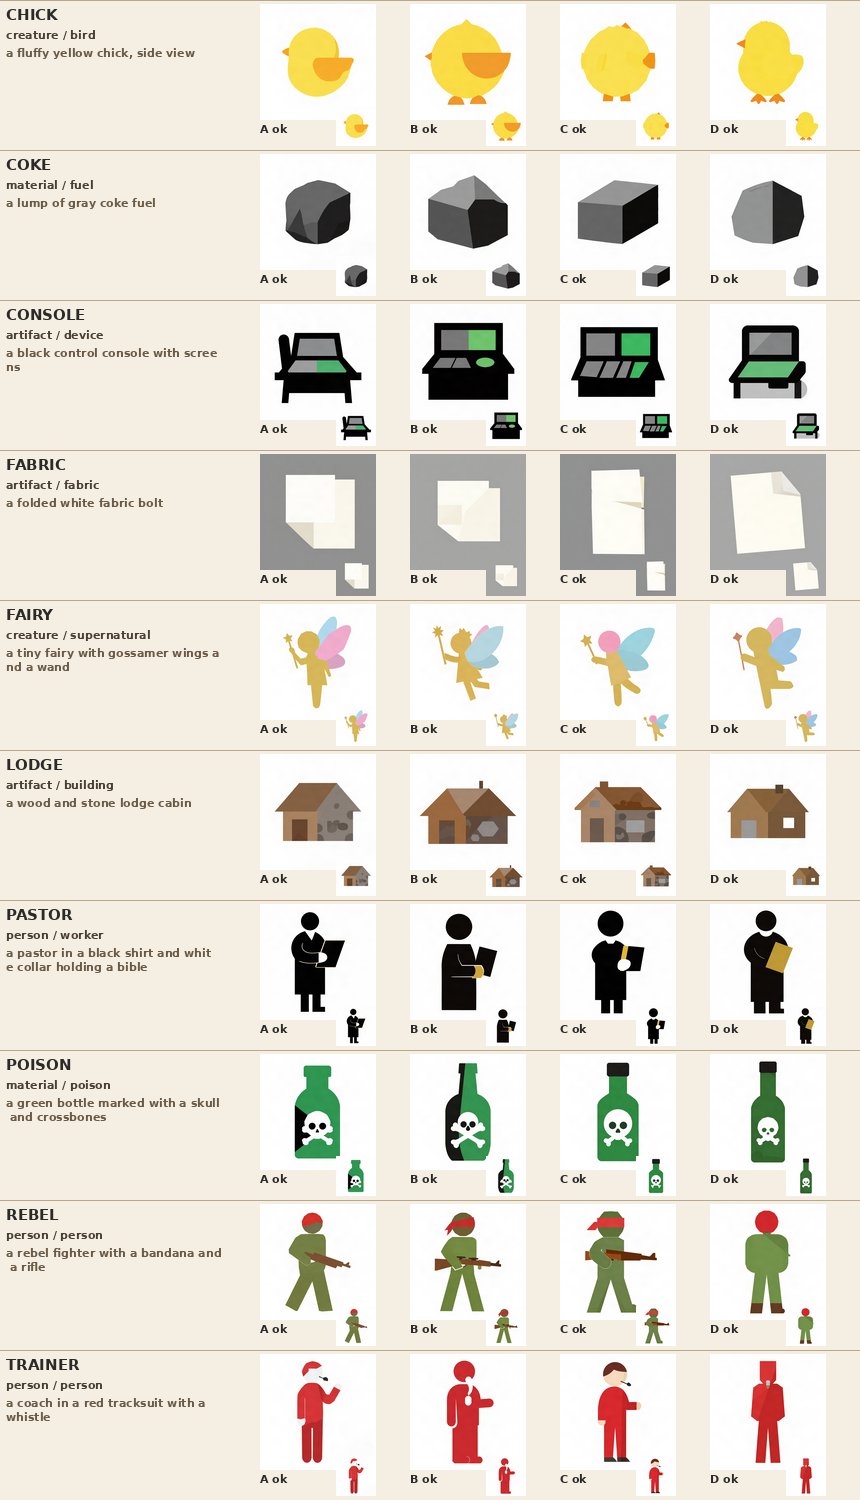 CHICK
creature / bird
a fluffy yellow chick, side view
A ok
B ok
C ok
D ok
COKE
material / fuel
a lump of gray coke fuel
A ok
B ok
C ok
D ok
CONSOLE
artifact / device
a black control console with scree
ns
A ok
B ok
C ok
D ok
FABRIC
artifact / fabric
a folded white fabric bolt
A ok
B ok
C ok
D ok
FAIRY
creature / supernatural
a tiny fairy with gossamer wings a
nd a wand
A ok
B ok
C ok
D ok
LODGE
artifact / building
a wood and stone lodge cabin
A ok
B ok
C ok
D ok
PASTOR
person / worker
a pastor in a black shirt and whit
e collar holding a bible
A ok
B ok
C ok
D ok
POISON
material / poison
a green bottle marked with a skull
and crossbones
A ok
B ok
C ok
D ok
REBEL
person / person
a rebel fighter with a bandana and
a rifle
A ok
B ok
C ok
D ok
TRAINER
person / person
a coach in a red tracksuit with a
whistle
A ok
B ok
C ok
D ok